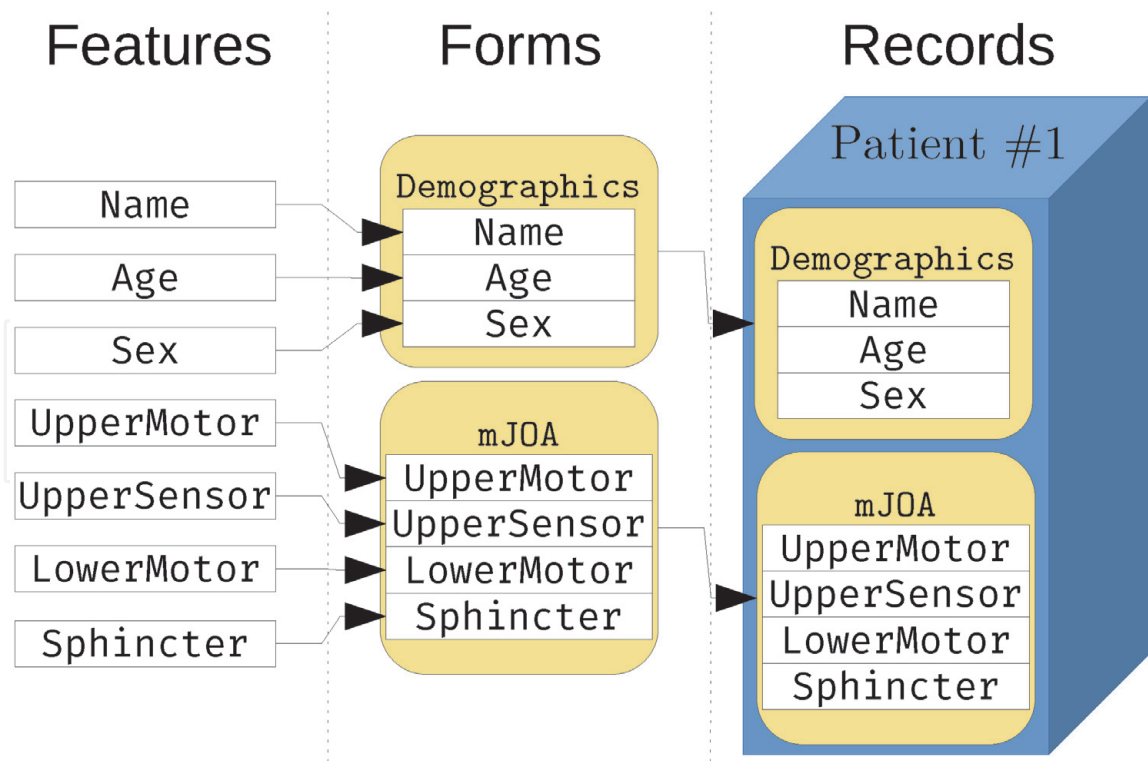 Features
Forms
Records
Name
Age
Sex
UpperMotor
UpperSensor
LowerMotor
Sphincter
Demographics
Name
Age
Sex
mJOA
UpperMotor
UpperSensor
LowerMotor
Sphincter
Patient #1
Demographics
Name
Age
Sex
mJOA
UpperMotor
UpperSensor
LowerMotor
Sphincter